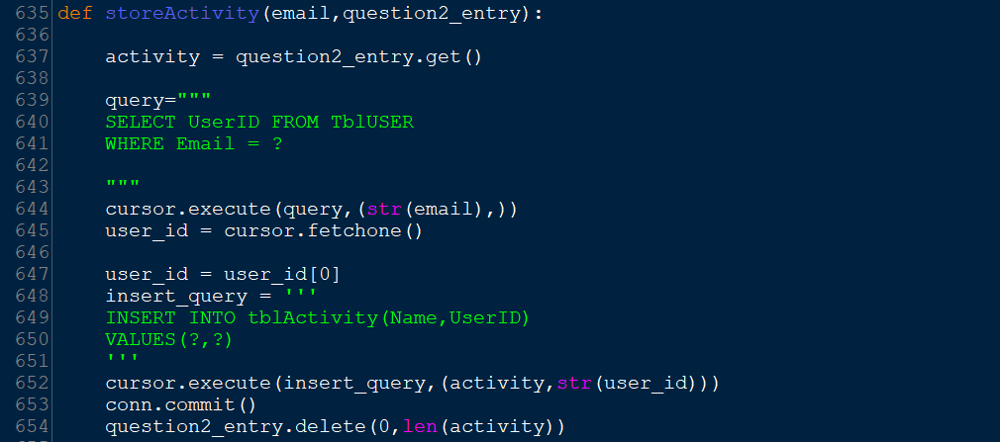 635 def storeActivity(email,question2_entry):
636
637     activity = question2_entry.get()
638
639     query="""
640     SELECT UserID FROM TblUSER
641     WHERE Email = ?
642
643     """
644     cursor.execute(query,(str(email),))
645     user_id = cursor.fetchone()
646
647     user_id = user_id[0]
648     insert_query = '''
649     INSERT INTO tblActivity(Name,UserID)
650     VALUES(?,?)
651     '''
652     cursor.execute(insert_query,(activity,str(user_id)))
653     conn.commit()
654     question2_entry.delete(0,len(activity))